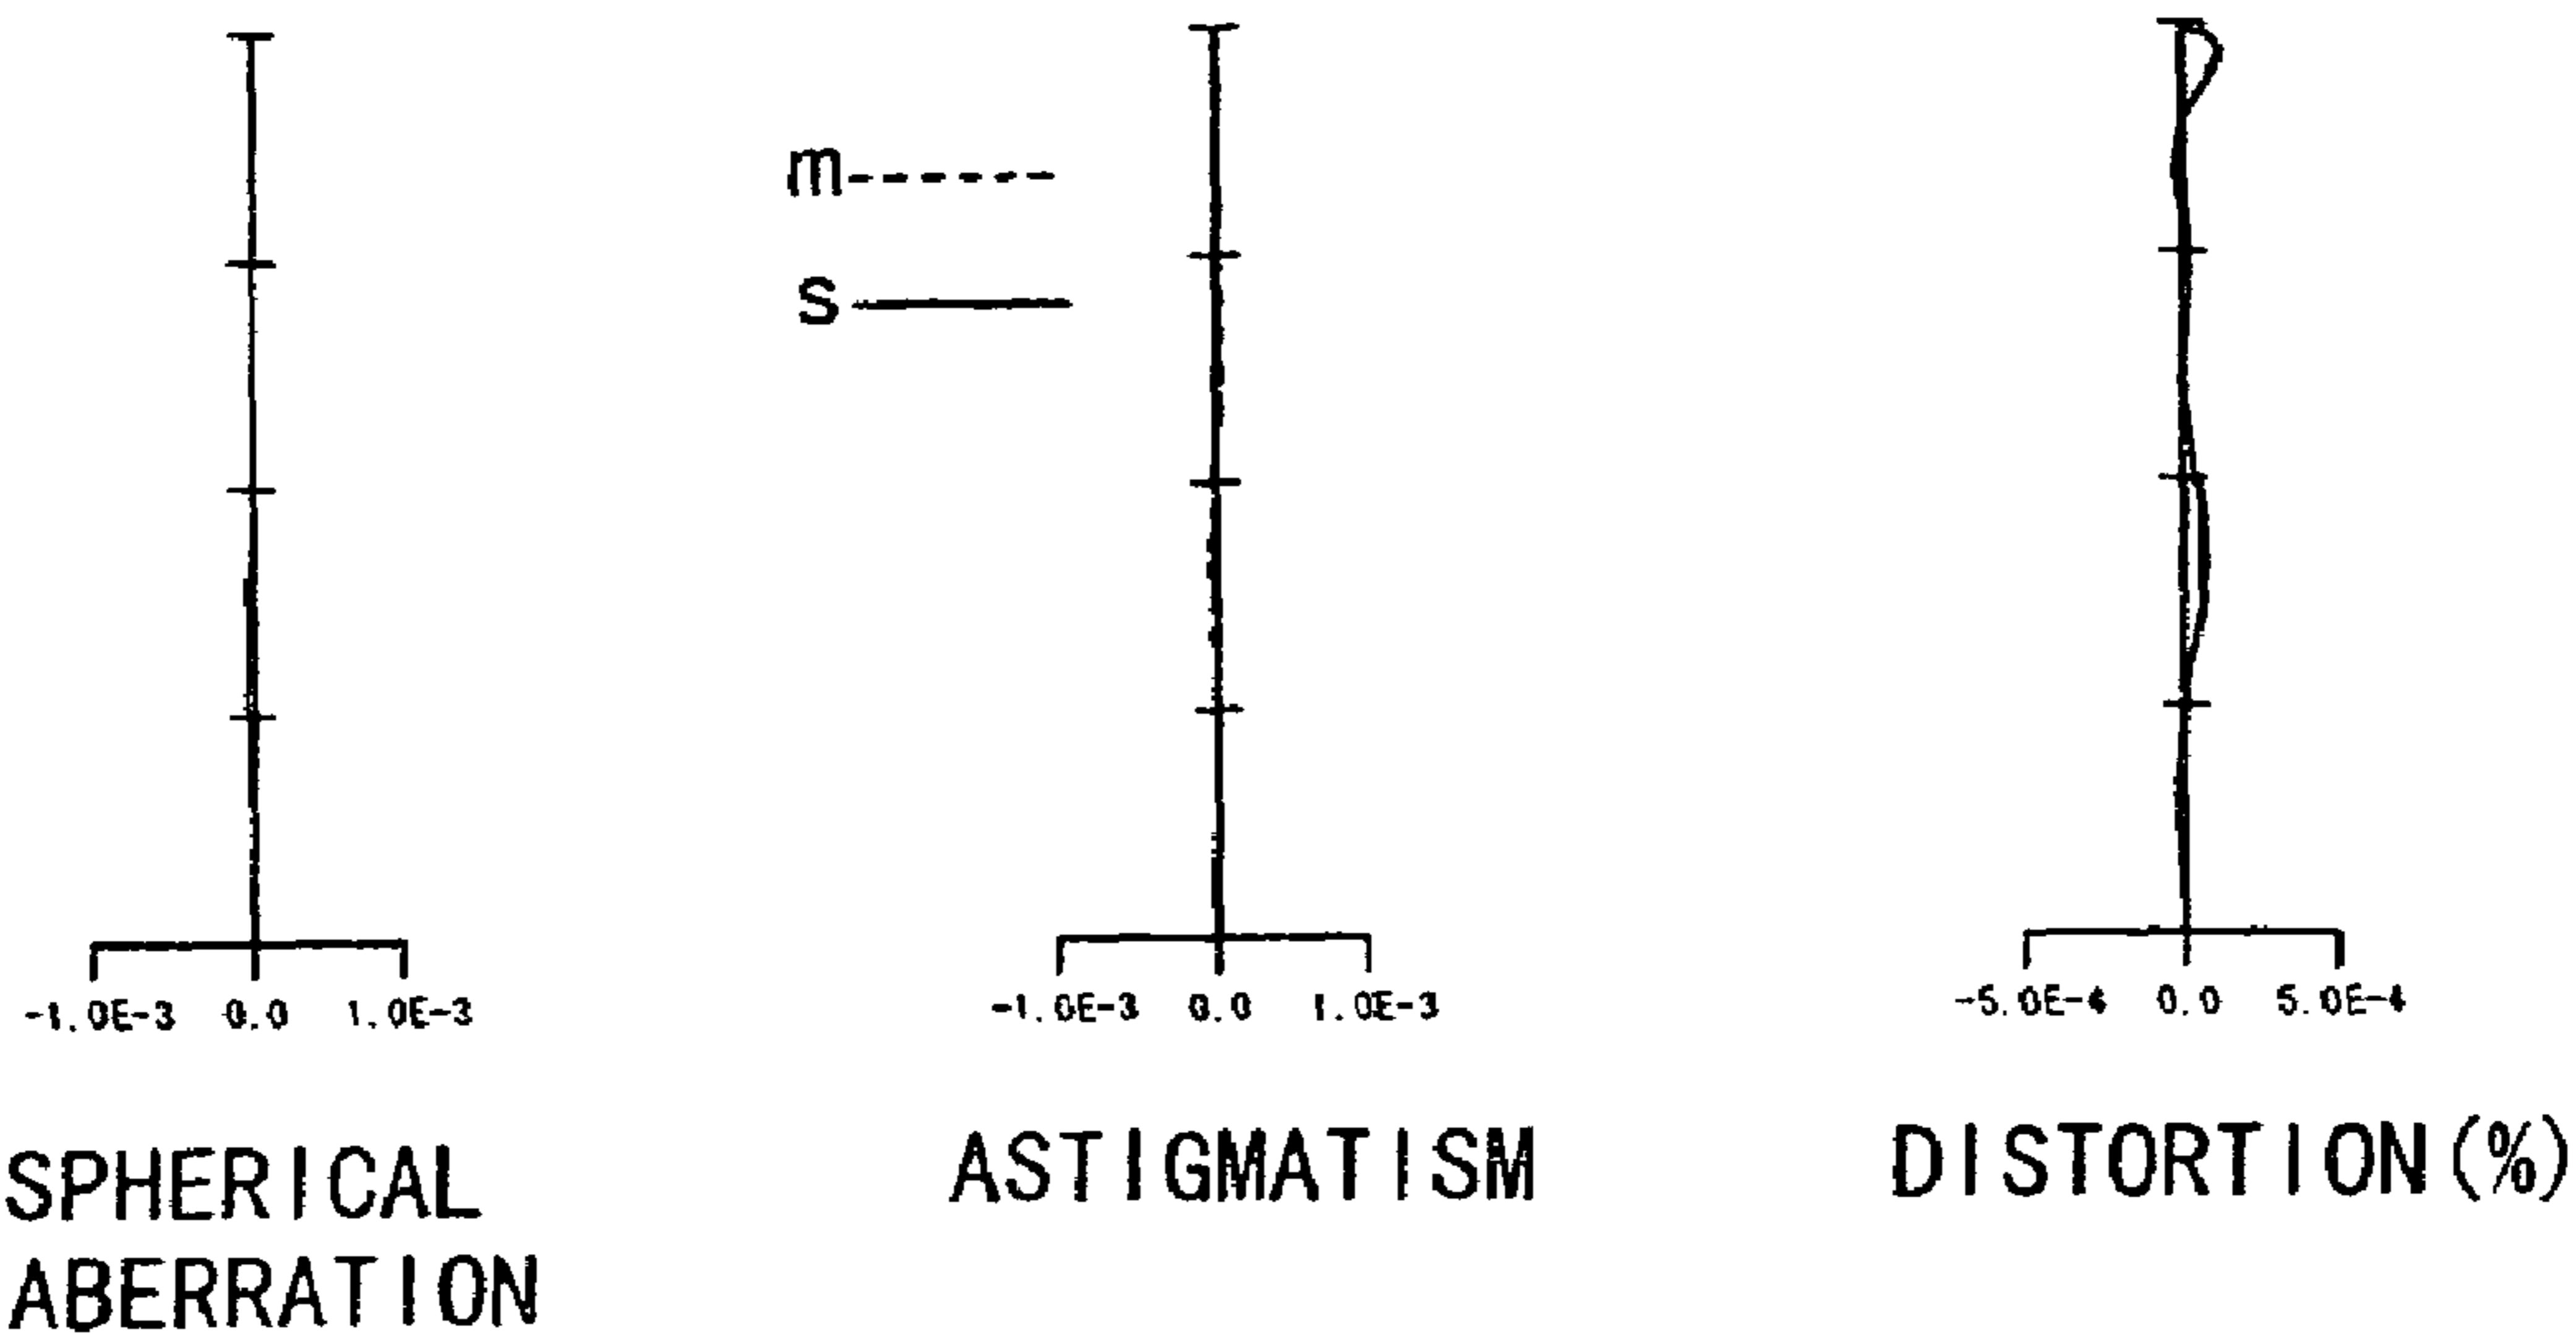 m
s
-1.0E-3 0.0 1.0E-3
-1.0E-3 0.0 1.0E-3
-5.0E-4 0.0 5.0E-4
SPHERICAL
ABERRATION
ASTIGMATISM
DISTORTION(%)